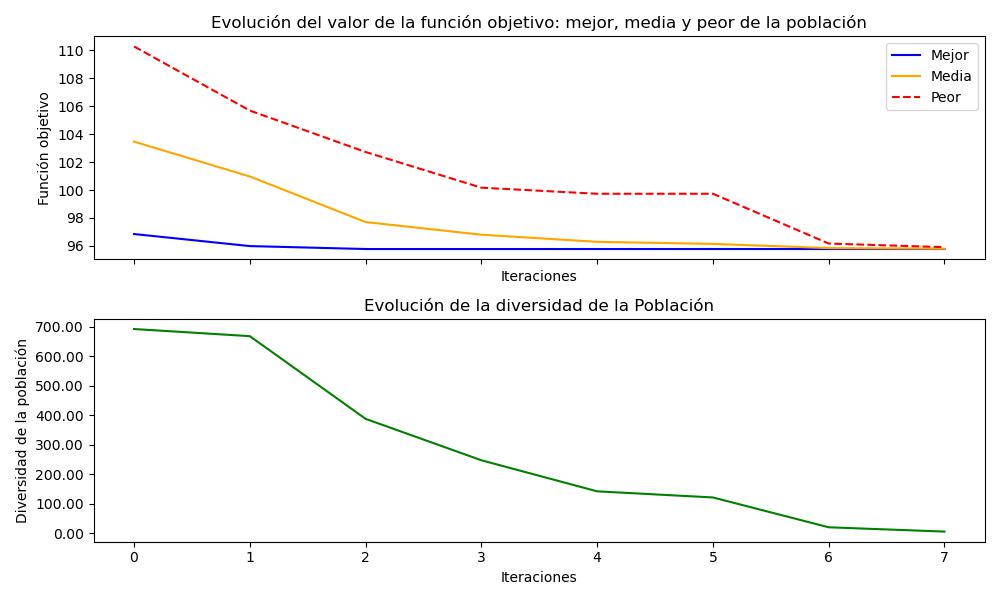 Evolución del valor de la función objetivo: mejor, media y peor de la población
110
108
106
104
102
100
98
96
Función objetivo
Mejor
Media
Peor
Iteraciones
Evolución de la diversidad de la Población
700.00
600.00
500.00
400.00
300.00
200.00
100.00
0.00
Diversidad de la población
0 1 2 3 4 5 6 7
Iteraciones